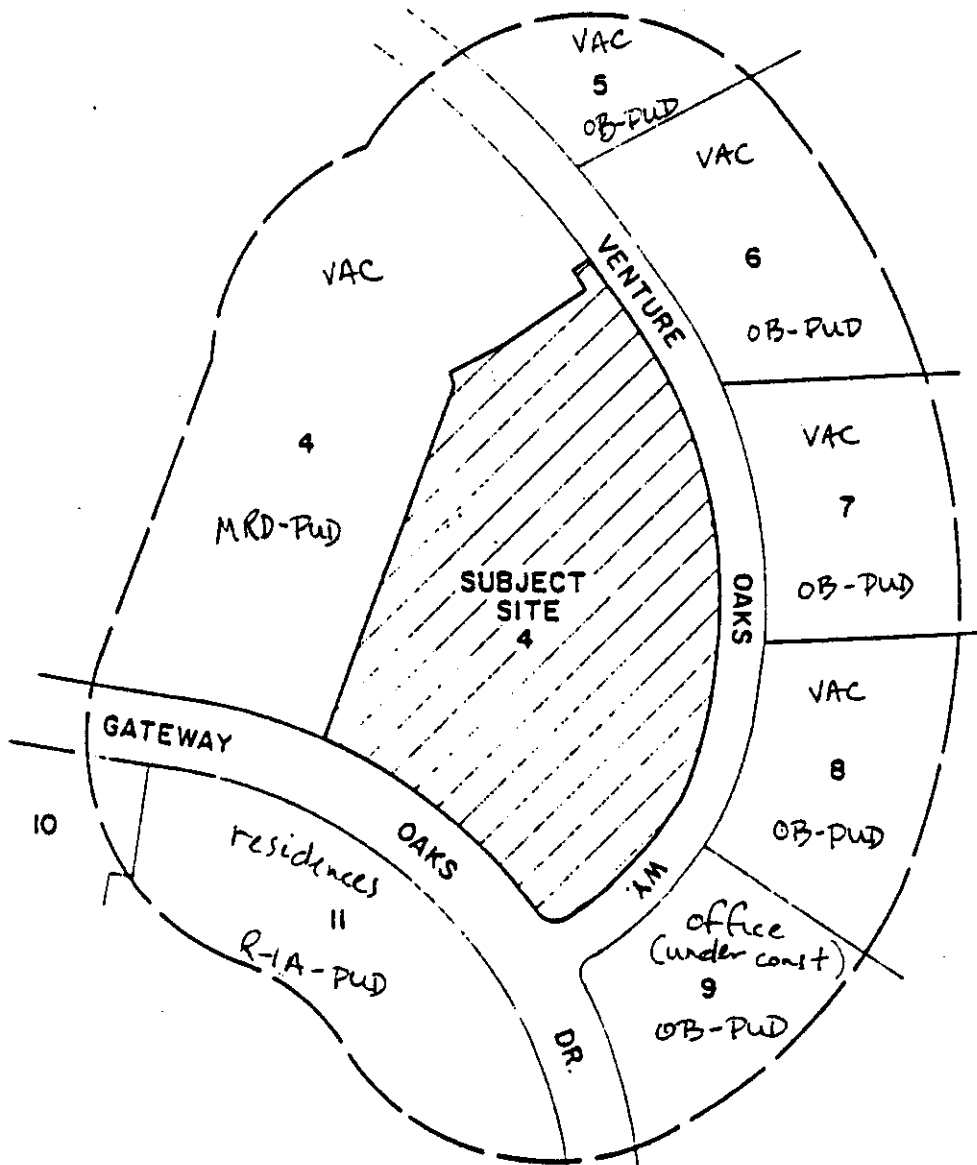 VAC
5
OB-PUD
VAC
6
OB-PUD
VENTURE
OAKS
WY.
VAC
4
MRD-PUD
VAC
7
OB-PUD
SUBJECT
SITE
4
VAC
8
OB-PUD
GATEWAY
OAKS
DR.
10
residences
11
R-1A-PUD
office
(under const)
9
OB-PUD